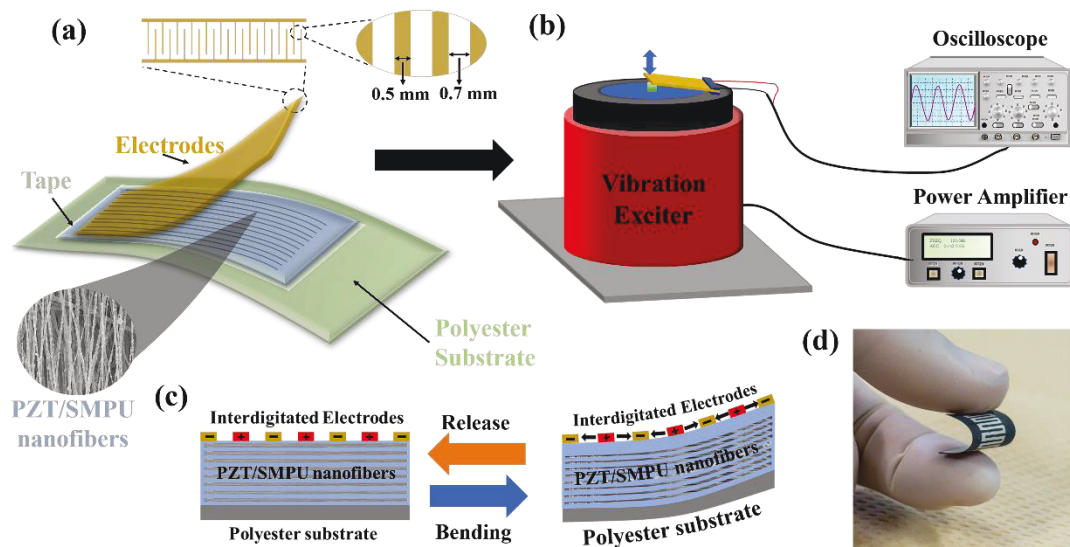 (a)
0.5 mm
0.7 mm
Electrodes
Tape
PZT/SMPU
nanofibers
Polyester
Substrate
(b)
Oscilloscope
Vibration
Exciter
Power Amplifier
(c)
Interdigitated Electrodes
− + − + − + −
PZT/SMPU nanofibers
Polyester substrate
Release
Bending
Interdigitated Electrodes
− + − + − + −
PZT/SMPU nanofibers
Polyester substrate
(d)